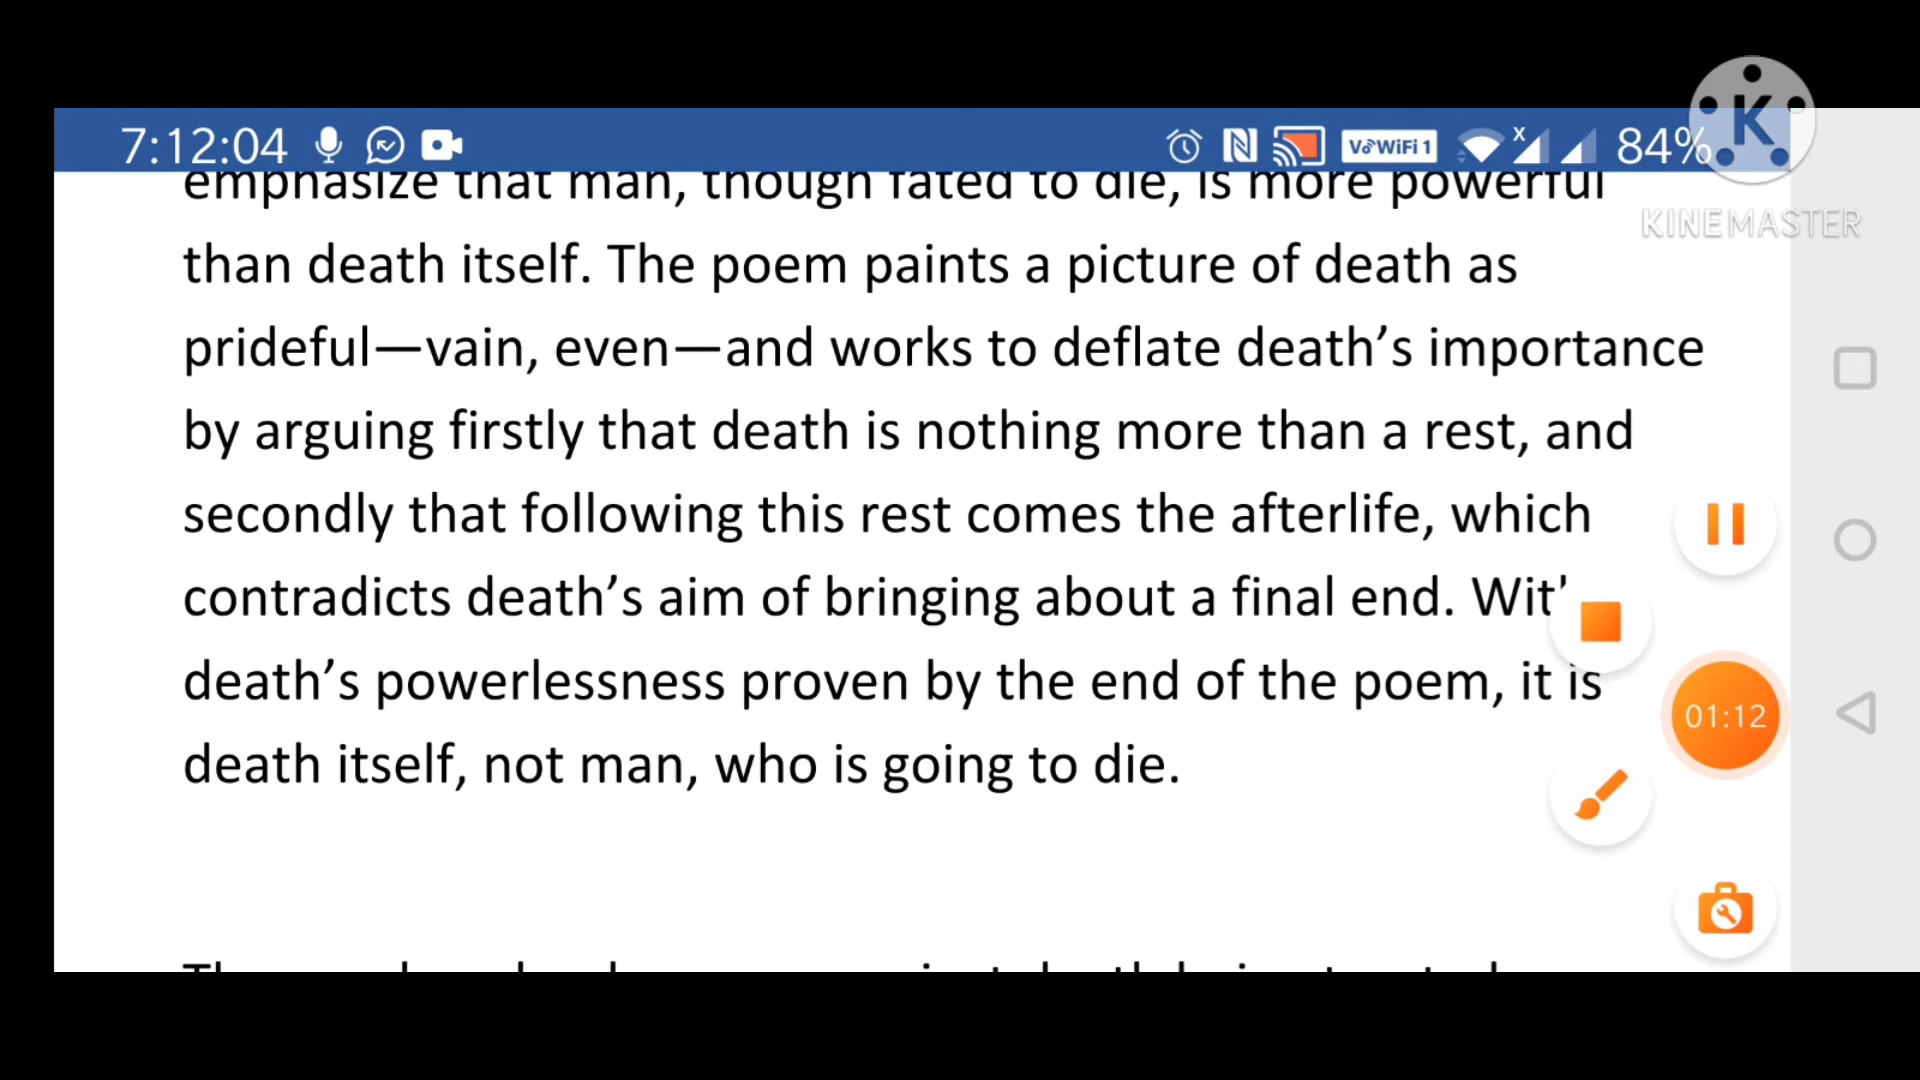 7:12:04 VoWiFi 1 84%
K
KINEMASTER
emphasize that man, though fated to die, is more powerful
than death itself. The poem paints a picture of death as
prideful—vain, even—and works to deflate death’s importance
by arguing firstly that death is nothing more than a rest, and
secondly that following this rest comes the afterlife, which
contradicts death’s aim of bringing about a final end.
death’s powerlessness proven by the end of the poem, it is
01:12
death itself, not man, who is going to die.